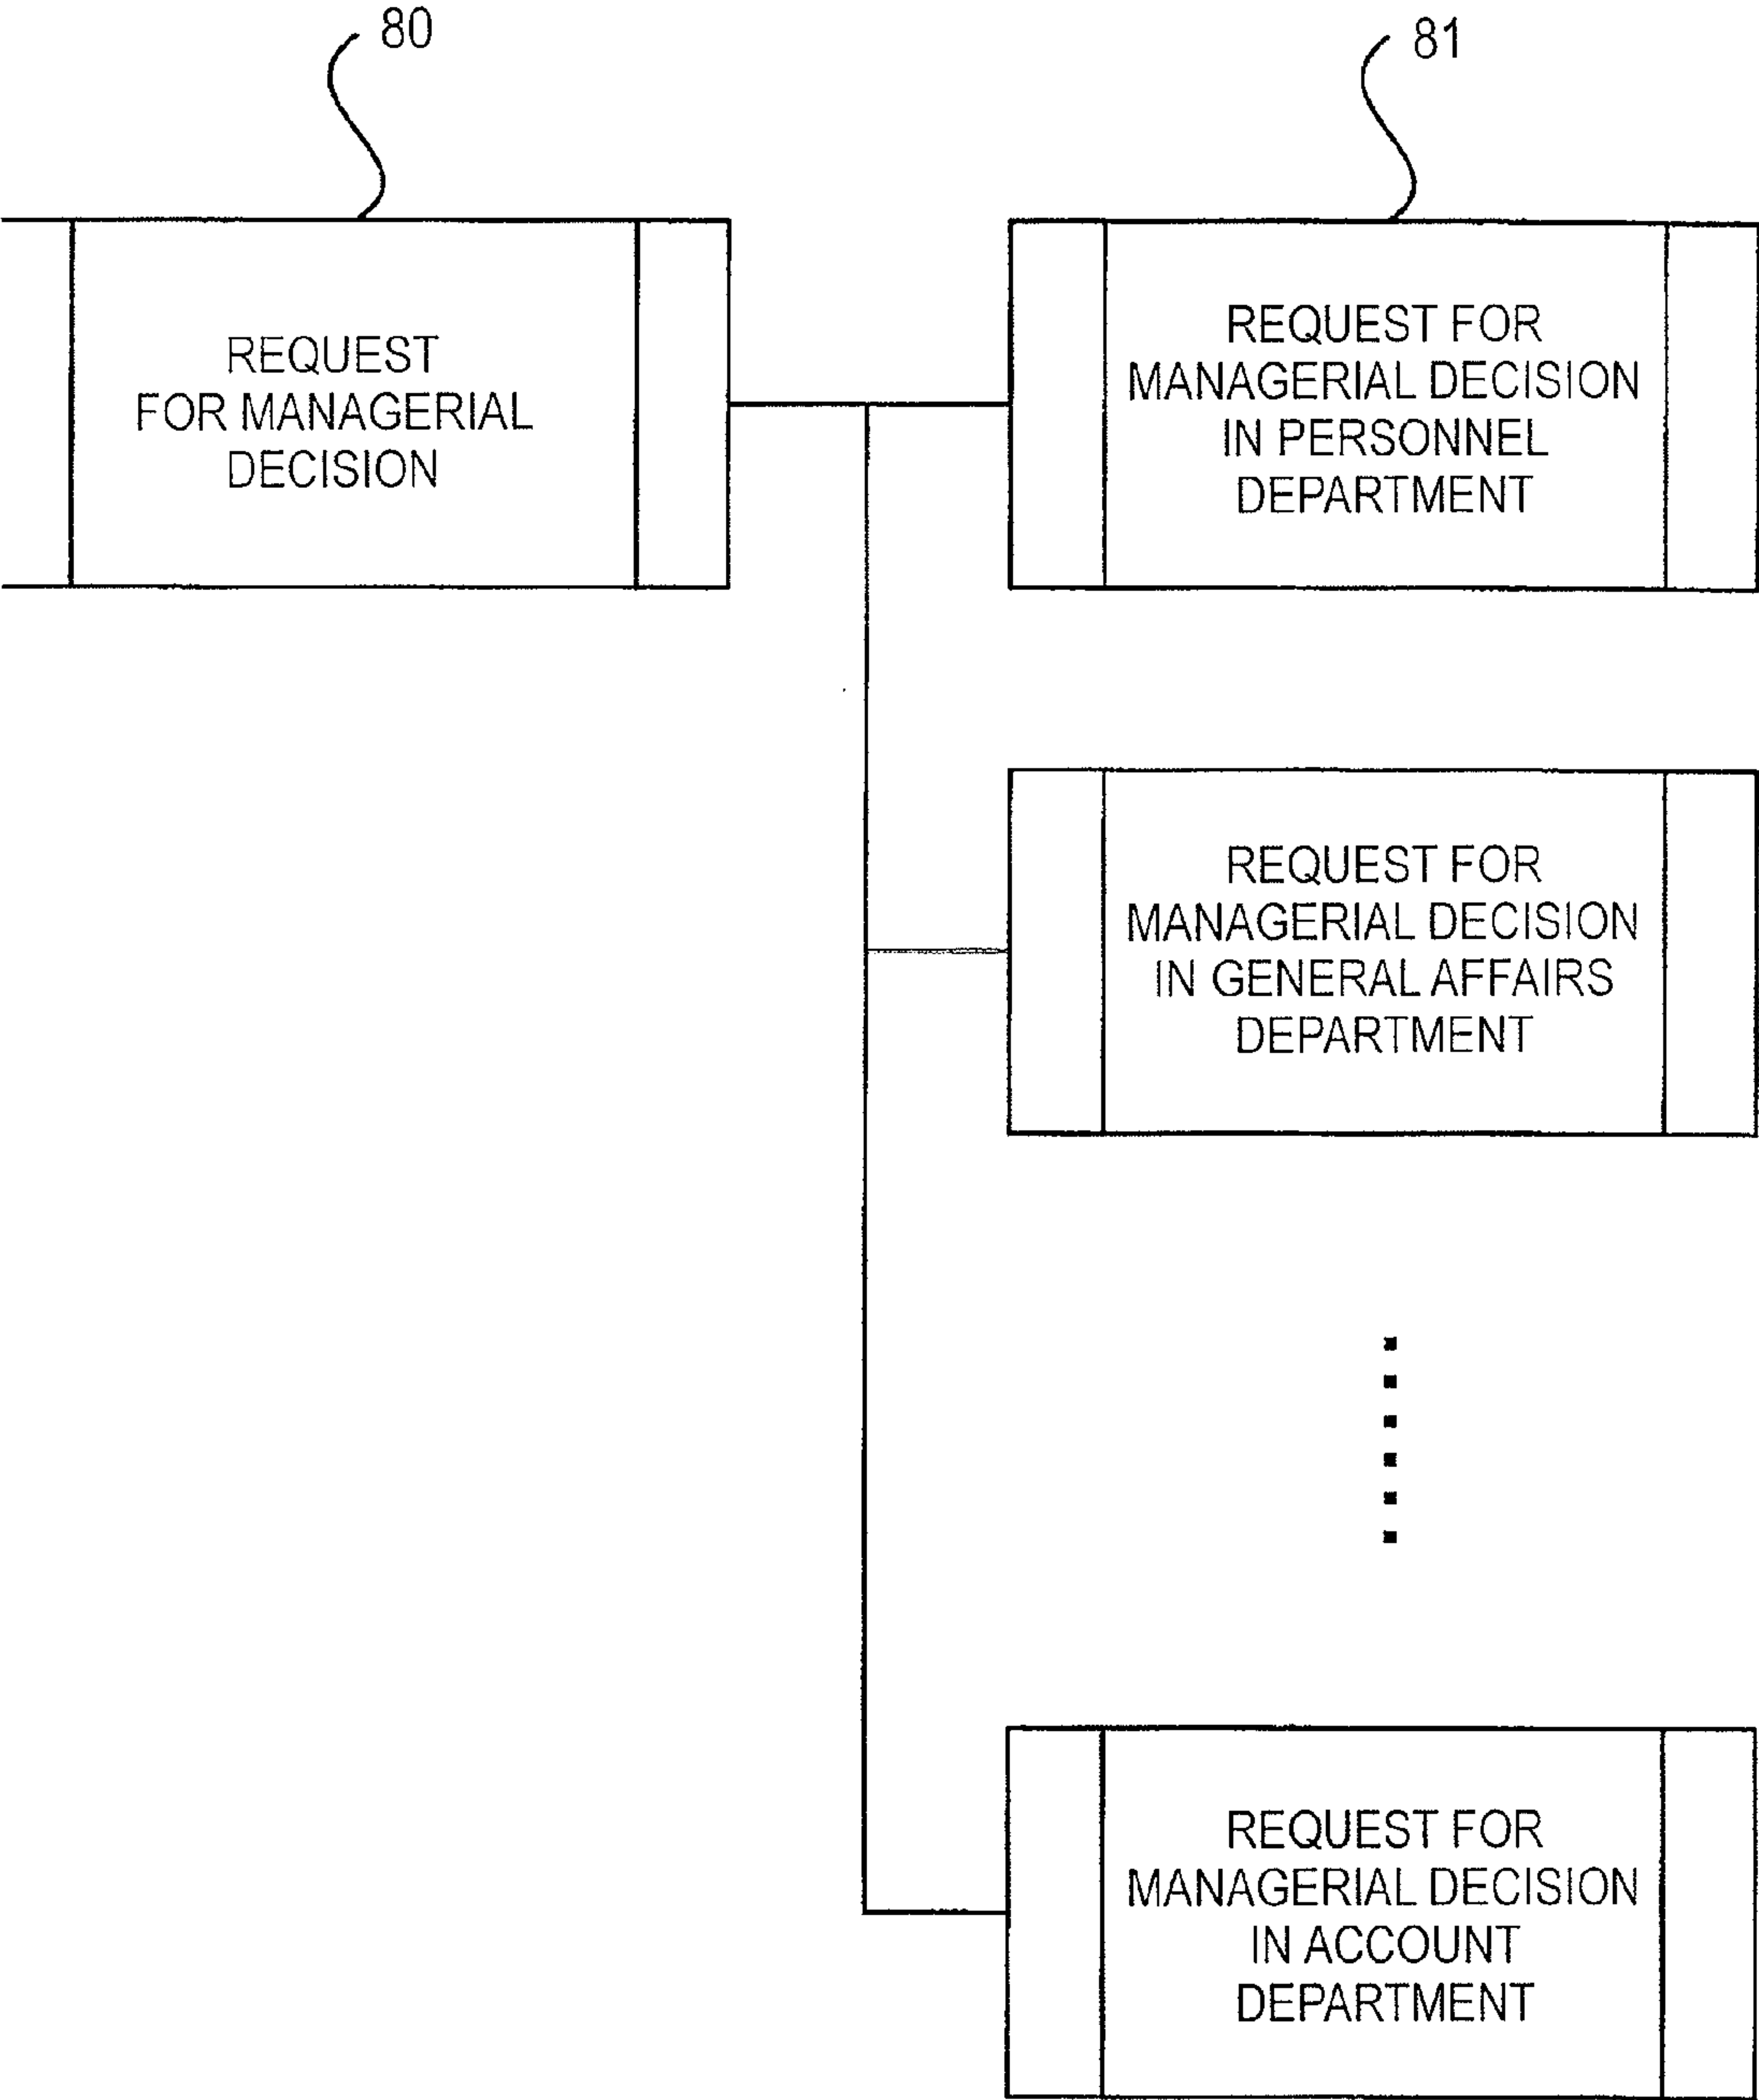 80
81
REQUEST
FOR MANAGERIAL
DECISION
REQUEST FOR
MANAGERIAL DECISION
IN PERSONNEL
DEPARTMENT
REQUEST FOR
MANAGERIAL DECISION
IN GENERAL AFFAIRS
DEPARTMENT
REQUEST FOR
MANAGERIAL DECISION
IN ACCOUNT
DEPARTMENT